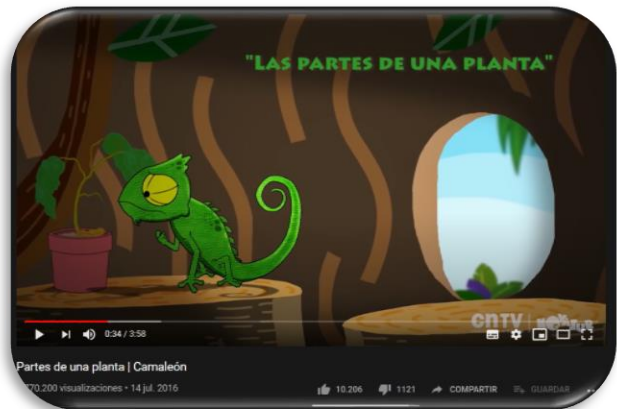 "LAS PARTES DE UNA PLANTA"
cntv
0:34 / 3:58
Partes de una planta | Camaleón
70.200 visualizaciones • 14 jul. 2016
10.206
1121
COMPARTIR
GUARDAR